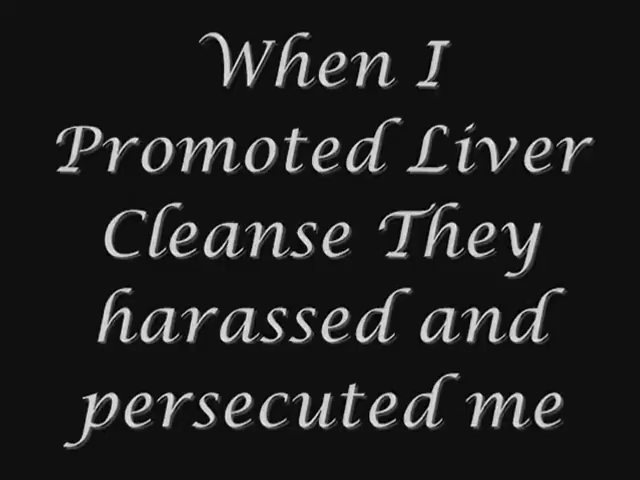 When I
Promoted Liver
Cleanse They
harassed and
persecuted me